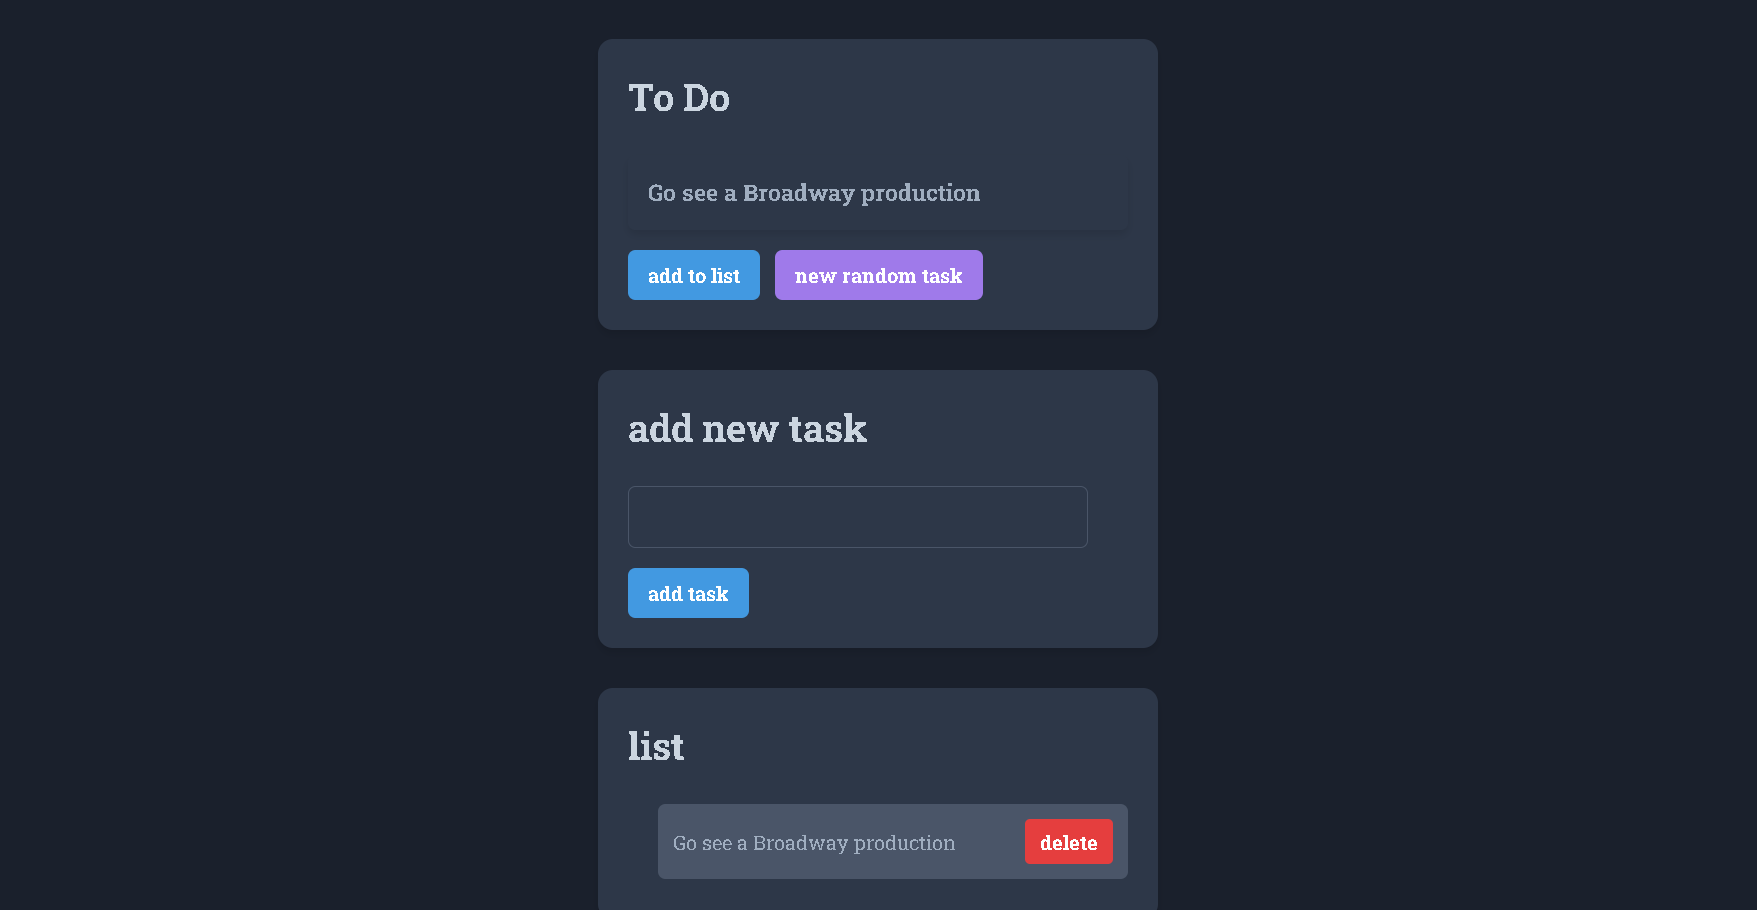 To Do
Go see a Broadway production
add to list
new random task
add new task
add task
list
Go see a Broadway production
delete